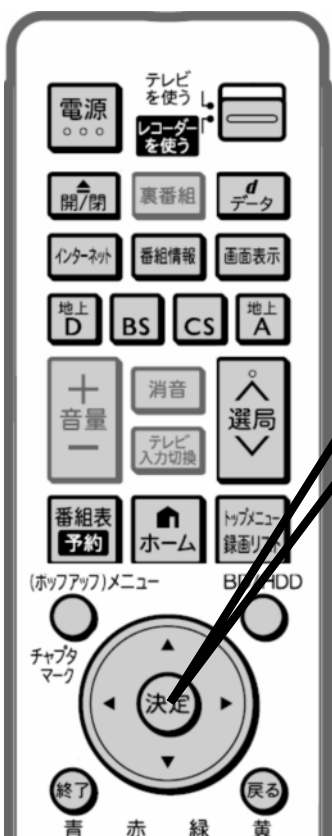 電源
テレビ
を使う
レコーダー
を使う
開/閉
裏番組
d
データ
インターネット
番組情報
画面表示
地上
D
BS
CS
地上
A
+
音量
-
消音
テレビ
入力切換
選局
番組表
予約
ホーム
トップメニュー
録画リスト
(ポップアップ)メニュー
BD/HDD
チャプタ
マーク
決定
終了
戻る
青
赤
緑
黄